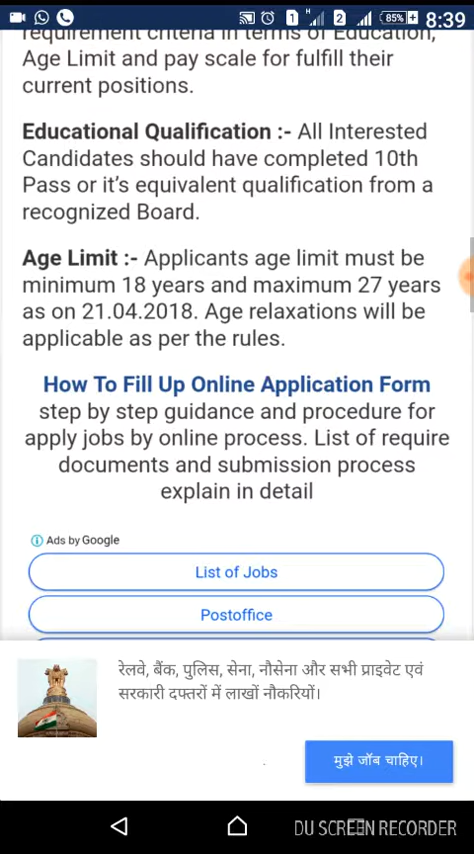 1 H 2 85% 8:39
requirement criteria in terms of Education,
Age Limit and pay scale for fulfill their
current positions.
Educational Qualification :- All Interested
Candidates should have completed 10th
Pass or it's equivalent qualification from a
recognized Board.
Age Limit :- Applicants age limit must be
minimum 18 years and maximum 27 years
as on 21.04.2018. Age relaxations will be
applicable as per the rules.
How To Fill Up Online Application Form
step by step guidance and procedure for
apply jobs by online process. List of require
documents and submission process
explain in detail
Ads by Google
List of Jobs
Postoffice
रेलवे, बैंक, पुलिस, सेना, नौसेना और सभी प्राइवेट एवं
सरकारी दफ्तरों में लाखों नौकरियों।
मुझे जॉब चाहिए।
DU SCREEN RECORDER